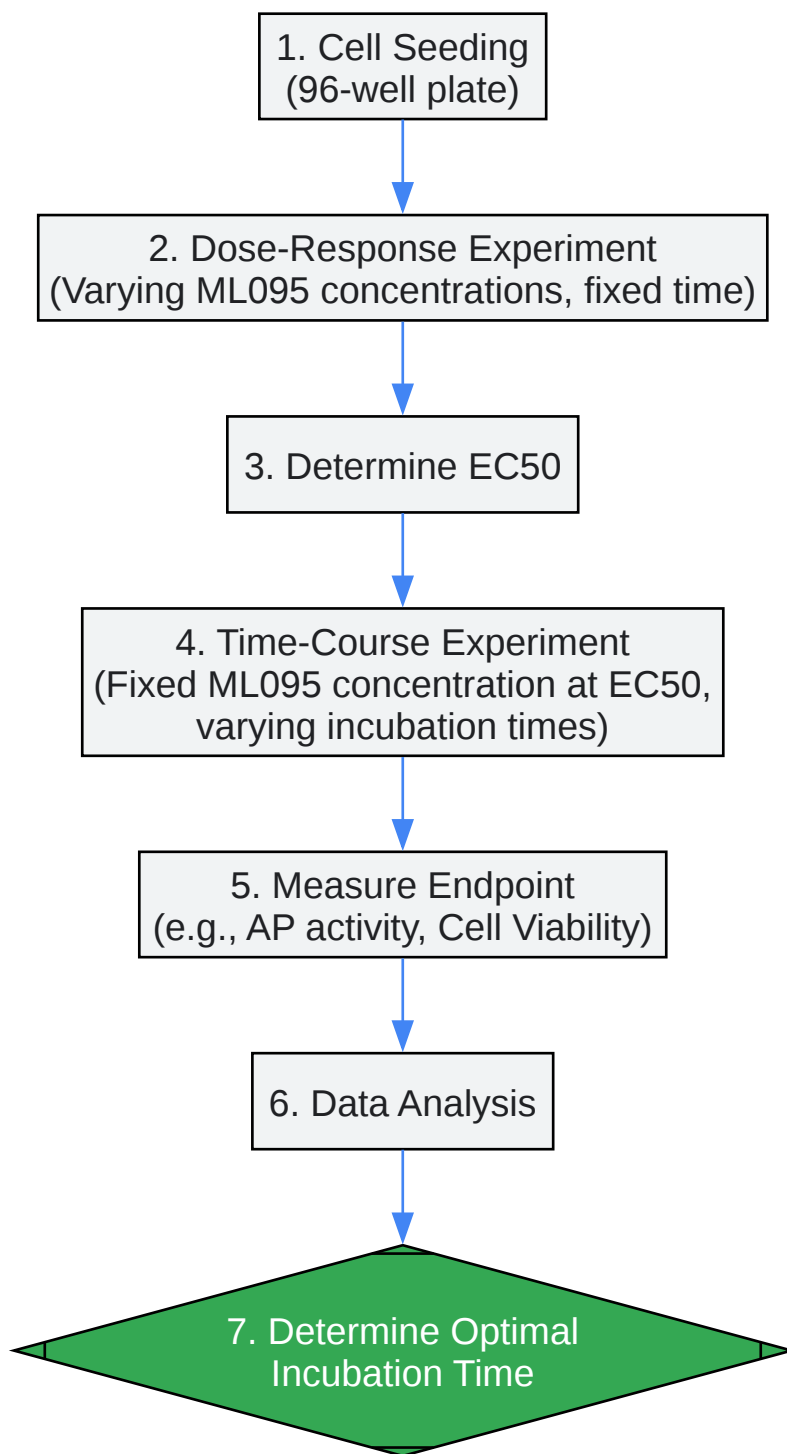 1. Cell Seeding
(96-well plate)
2. Dose-Response Experiment
(Varying ML095 concentrations, fixed time)
3. Determine EC50
4. Time-Course Experiment
(Fixed ML095 concentration at EC50,
varying incubation times)
5. Measure Endpoint
(e.g., AP activity, Cell Viability)
6. Data Analysis
7. Determine Optimal
Incubation Time